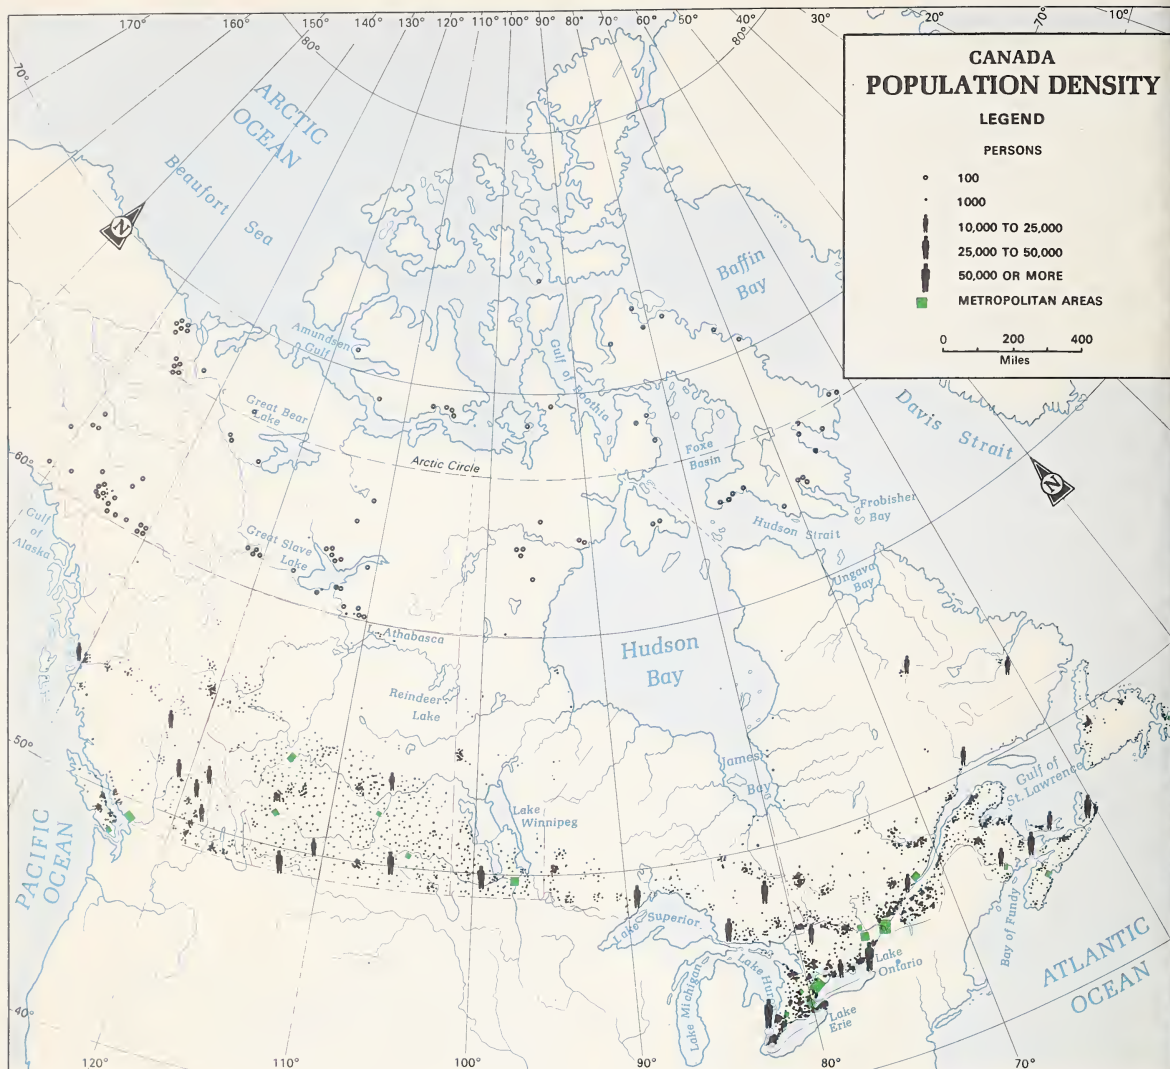 170°
160°
150°
140°
130°
120°
110°
100°
90°
80°
70°
60°
50°
40°
30°
20°
70°
10°
80°
80°
70°
CANADA
POPULATION DENSITY
LEGEND
PERSONS
100
1000
10,000 TO 25,000
25,000 TO 50,000
50,000 OR MORE
METROPOLITAN AREAS
0 200 400
Miles
ARCTIC
OCEAN
Beaufort Sea
N
Baffin
Bay
Amundsen
Gulf
Gulf of Boothia
Great Bear
Lake
Davis Strait
Foxe
Basin
Arctic Circle
60°
N
Gulf
of
Alaska
Frobisher
Bay
Hudson Strait
Great Slave
Lake
Ungava
Bay
L. Athabasca
Hudson
Bay
Reindeer
Lake
50°
James
Bay
Gulf of
St. Lawrence
Lake
Winnipeg
PACIFIC
OCEAN
Lake Superior
Bay of Fundy
Lake
Ontario
ATLANTIC
OCEAN
Lake Michigan
Lake Hur
Lake
Erie
40°
120°
110°
100°
90°
80°
70°